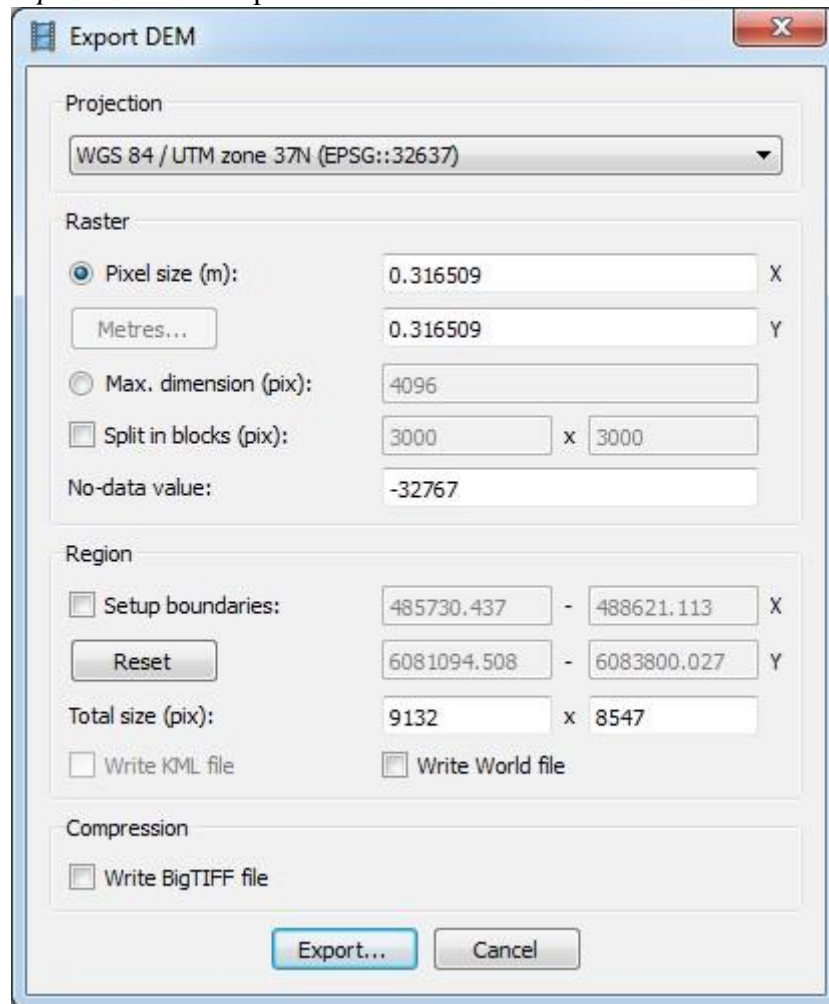 Export DEM
Projection
WGS 84 / UTM zone 37N (EPSG::32637)
Raster
Pixel size (m): 0.316509 X
Metres... 0.316509 Y
Max. dimension (pix): 4096
Split in blocks (pix): 3000 x 3000
No-data value: -32767
Region
Setup boundaries: 485730.437 - 488621.113 X
Reset 6081094.508 - 6083800.027 Y
Total size (pix): 9132 x 8547
Write KML file Write World file
Compression
Write BigTIFF file
Export... Cancel